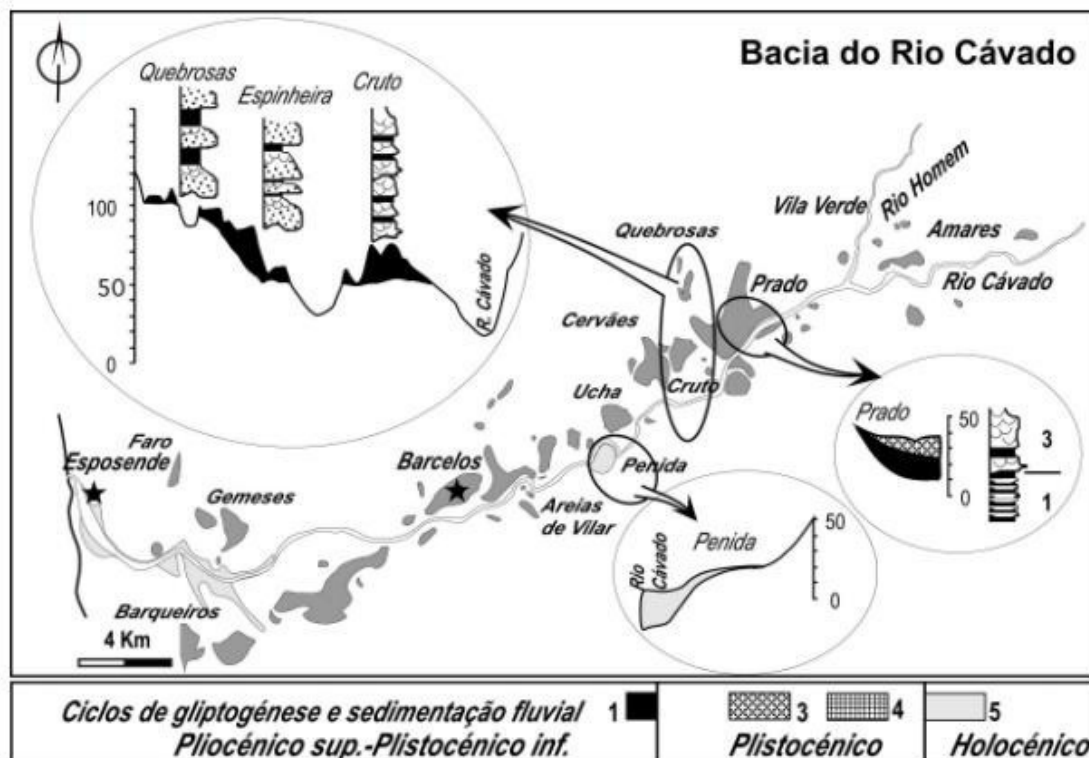 Bacia do Rio Cávado
Quebrosas
Espinheira
Cruto
100
50
0
R. Cávado
Vila Verde
Rio Homem
Amares
Quebrosas
Prado
Rio Cávado
Cervães
Ucha
Cruto
Prado
50
0
3
1
Faro
Esposende
Barcelos
Penida
Gemeses
Areias
de Vilar
Penida
50
0
Rio
Cávado
Barqueiros
4 Km
Ciclos de gliptogénese e sedimentação fluvial 1
3
4
5
Pliocénico sup.-Plistocénico inf.
Plistocénico
Holocénico